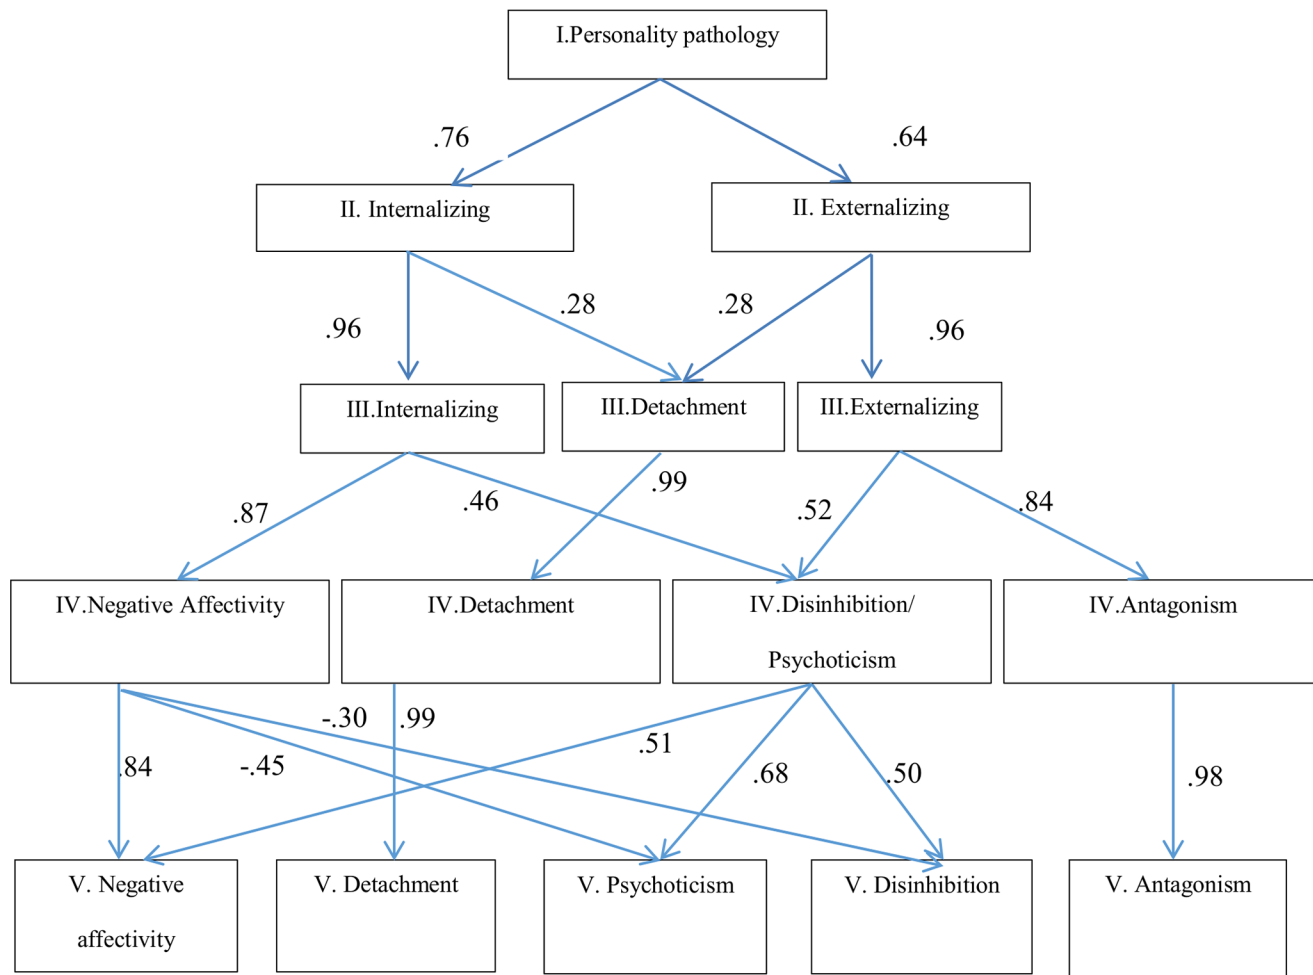 I.Personality pathology
.76
.64
II. Internalizing
II. Externalizing
.96
.28
.28
.96
III.Internalizing
III.Detachment
III.Externalizing
.87
.46
.99
.52
.84
IV.Negative Affectivity
IV.Detachment
IV.Disinhibition/
Psychoticism
IV.Antagonism
.84
-.45
-.30
.99
.51
.68
.50
.98
V. Negative
affectivity
V. Detachment
V. Psychoticism
V. Disinhibition
V. Antagonism